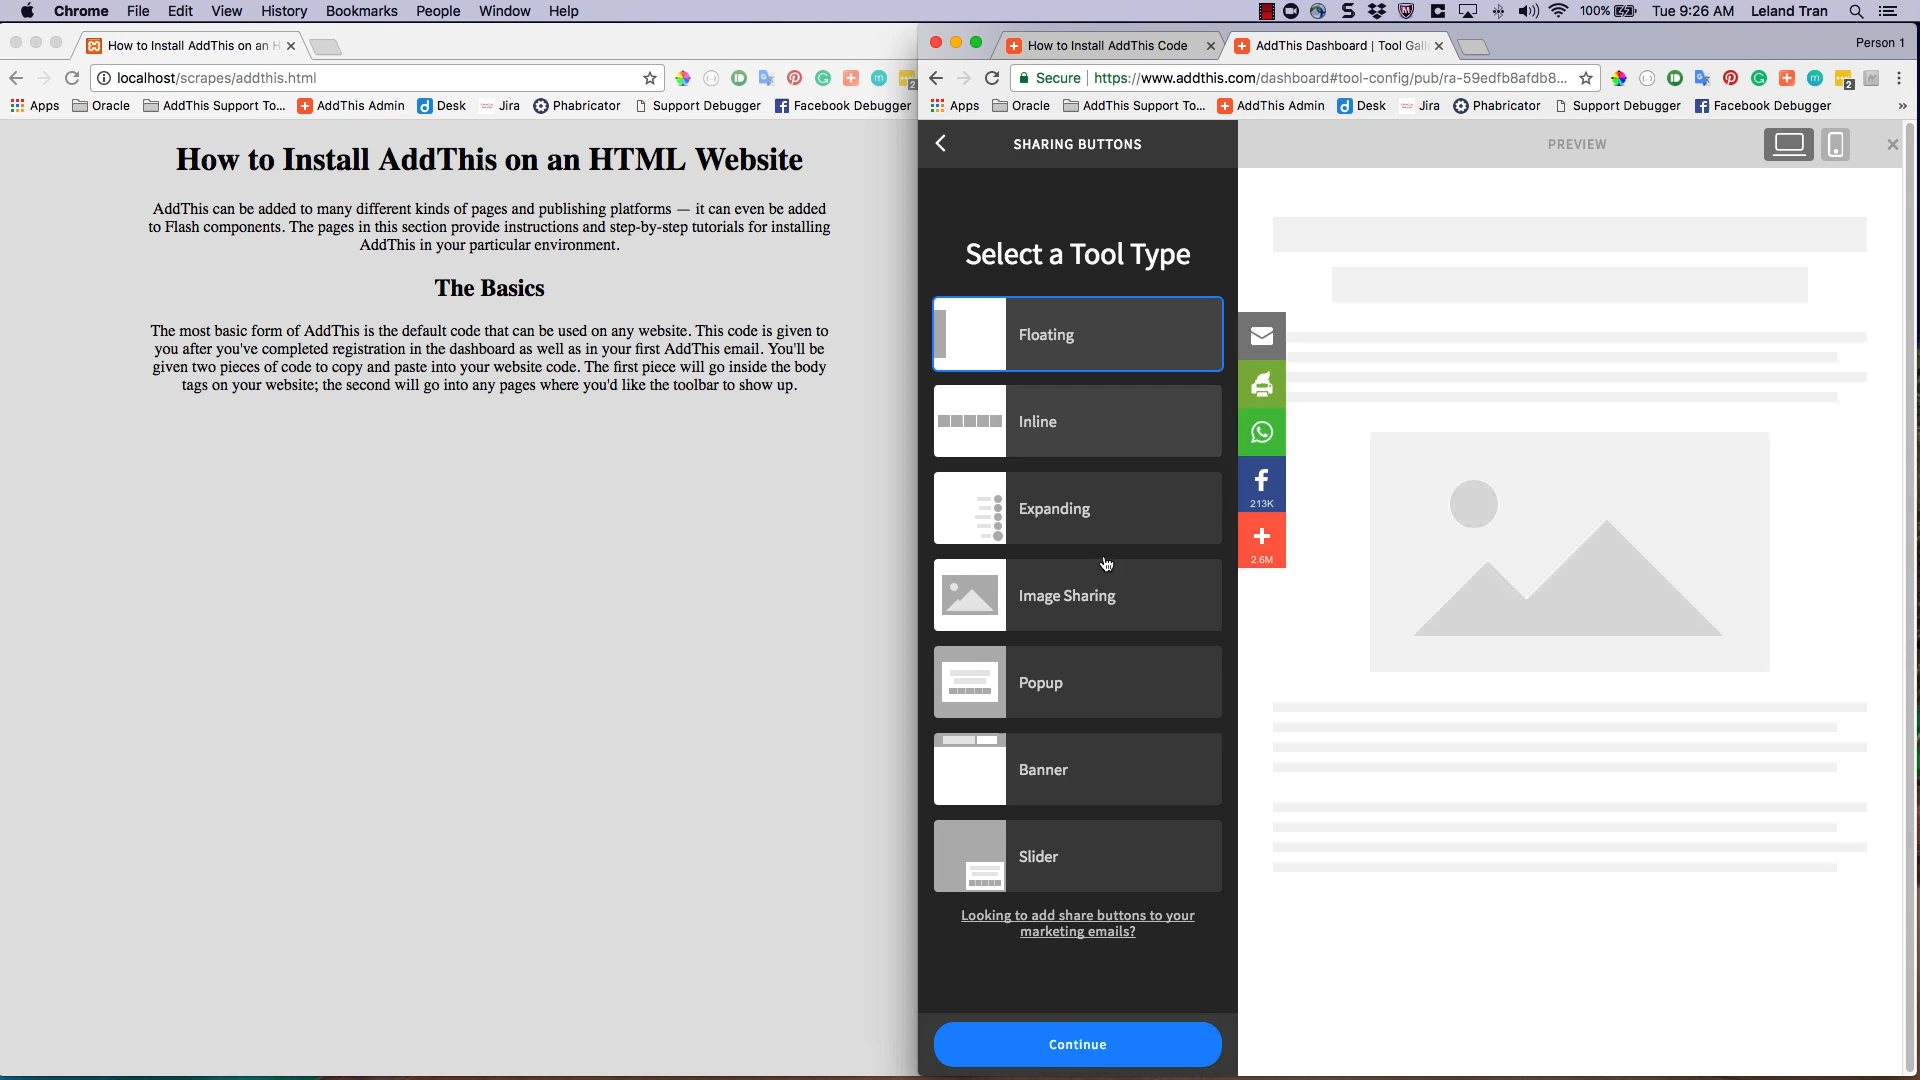 Chrome File Edit View History Bookmarks People Window Help
100% Tue 9:26 AM Leland Tran
How to Install AddThis on an H
localhost/scrapes/addthis.html
2
Apps Oracle AddThis Support To... AddThis Admin Desk Jira Phabricator Support Debugger Facebook Debugger
How to Install AddThis on an HTML Website
AddThis can be added to many different kinds of pages and publishing platforms — it can even be added
to Flash components. The pages in this section provide instructions and step-by-step tutorials for installing
AddThis in your particular environment.
The Basics
The most basic form of AddThis is the default code that can be used on any website. This code is given to
you after you've completed registration in the dashboard as well as in your first AddThis email. You'll be
given two pieces of code to copy and paste into your website code. The first piece will go inside the body
tags on your website; the second will go into any pages where you'd like the toolbar to show up.
How to Install AddThis Code
AddThis Dashboard | Tool Gall
Person 1
Secure https://www.addthis.com/dashboard#tool-config/pub/ra-59edfb8afdb8...
2
Apps Oracle AddThis Support To... AddThis Admin Desk Jira Phabricator Support Debugger Facebook Debugger »
SHARING BUTTONS
PREVIEW
Select a Tool Type
Floating
Inline
Expanding
Image Sharing
Popup
Banner
Slider
Looking to add share buttons to your
marketing emails?
Continue
213K
2.6M